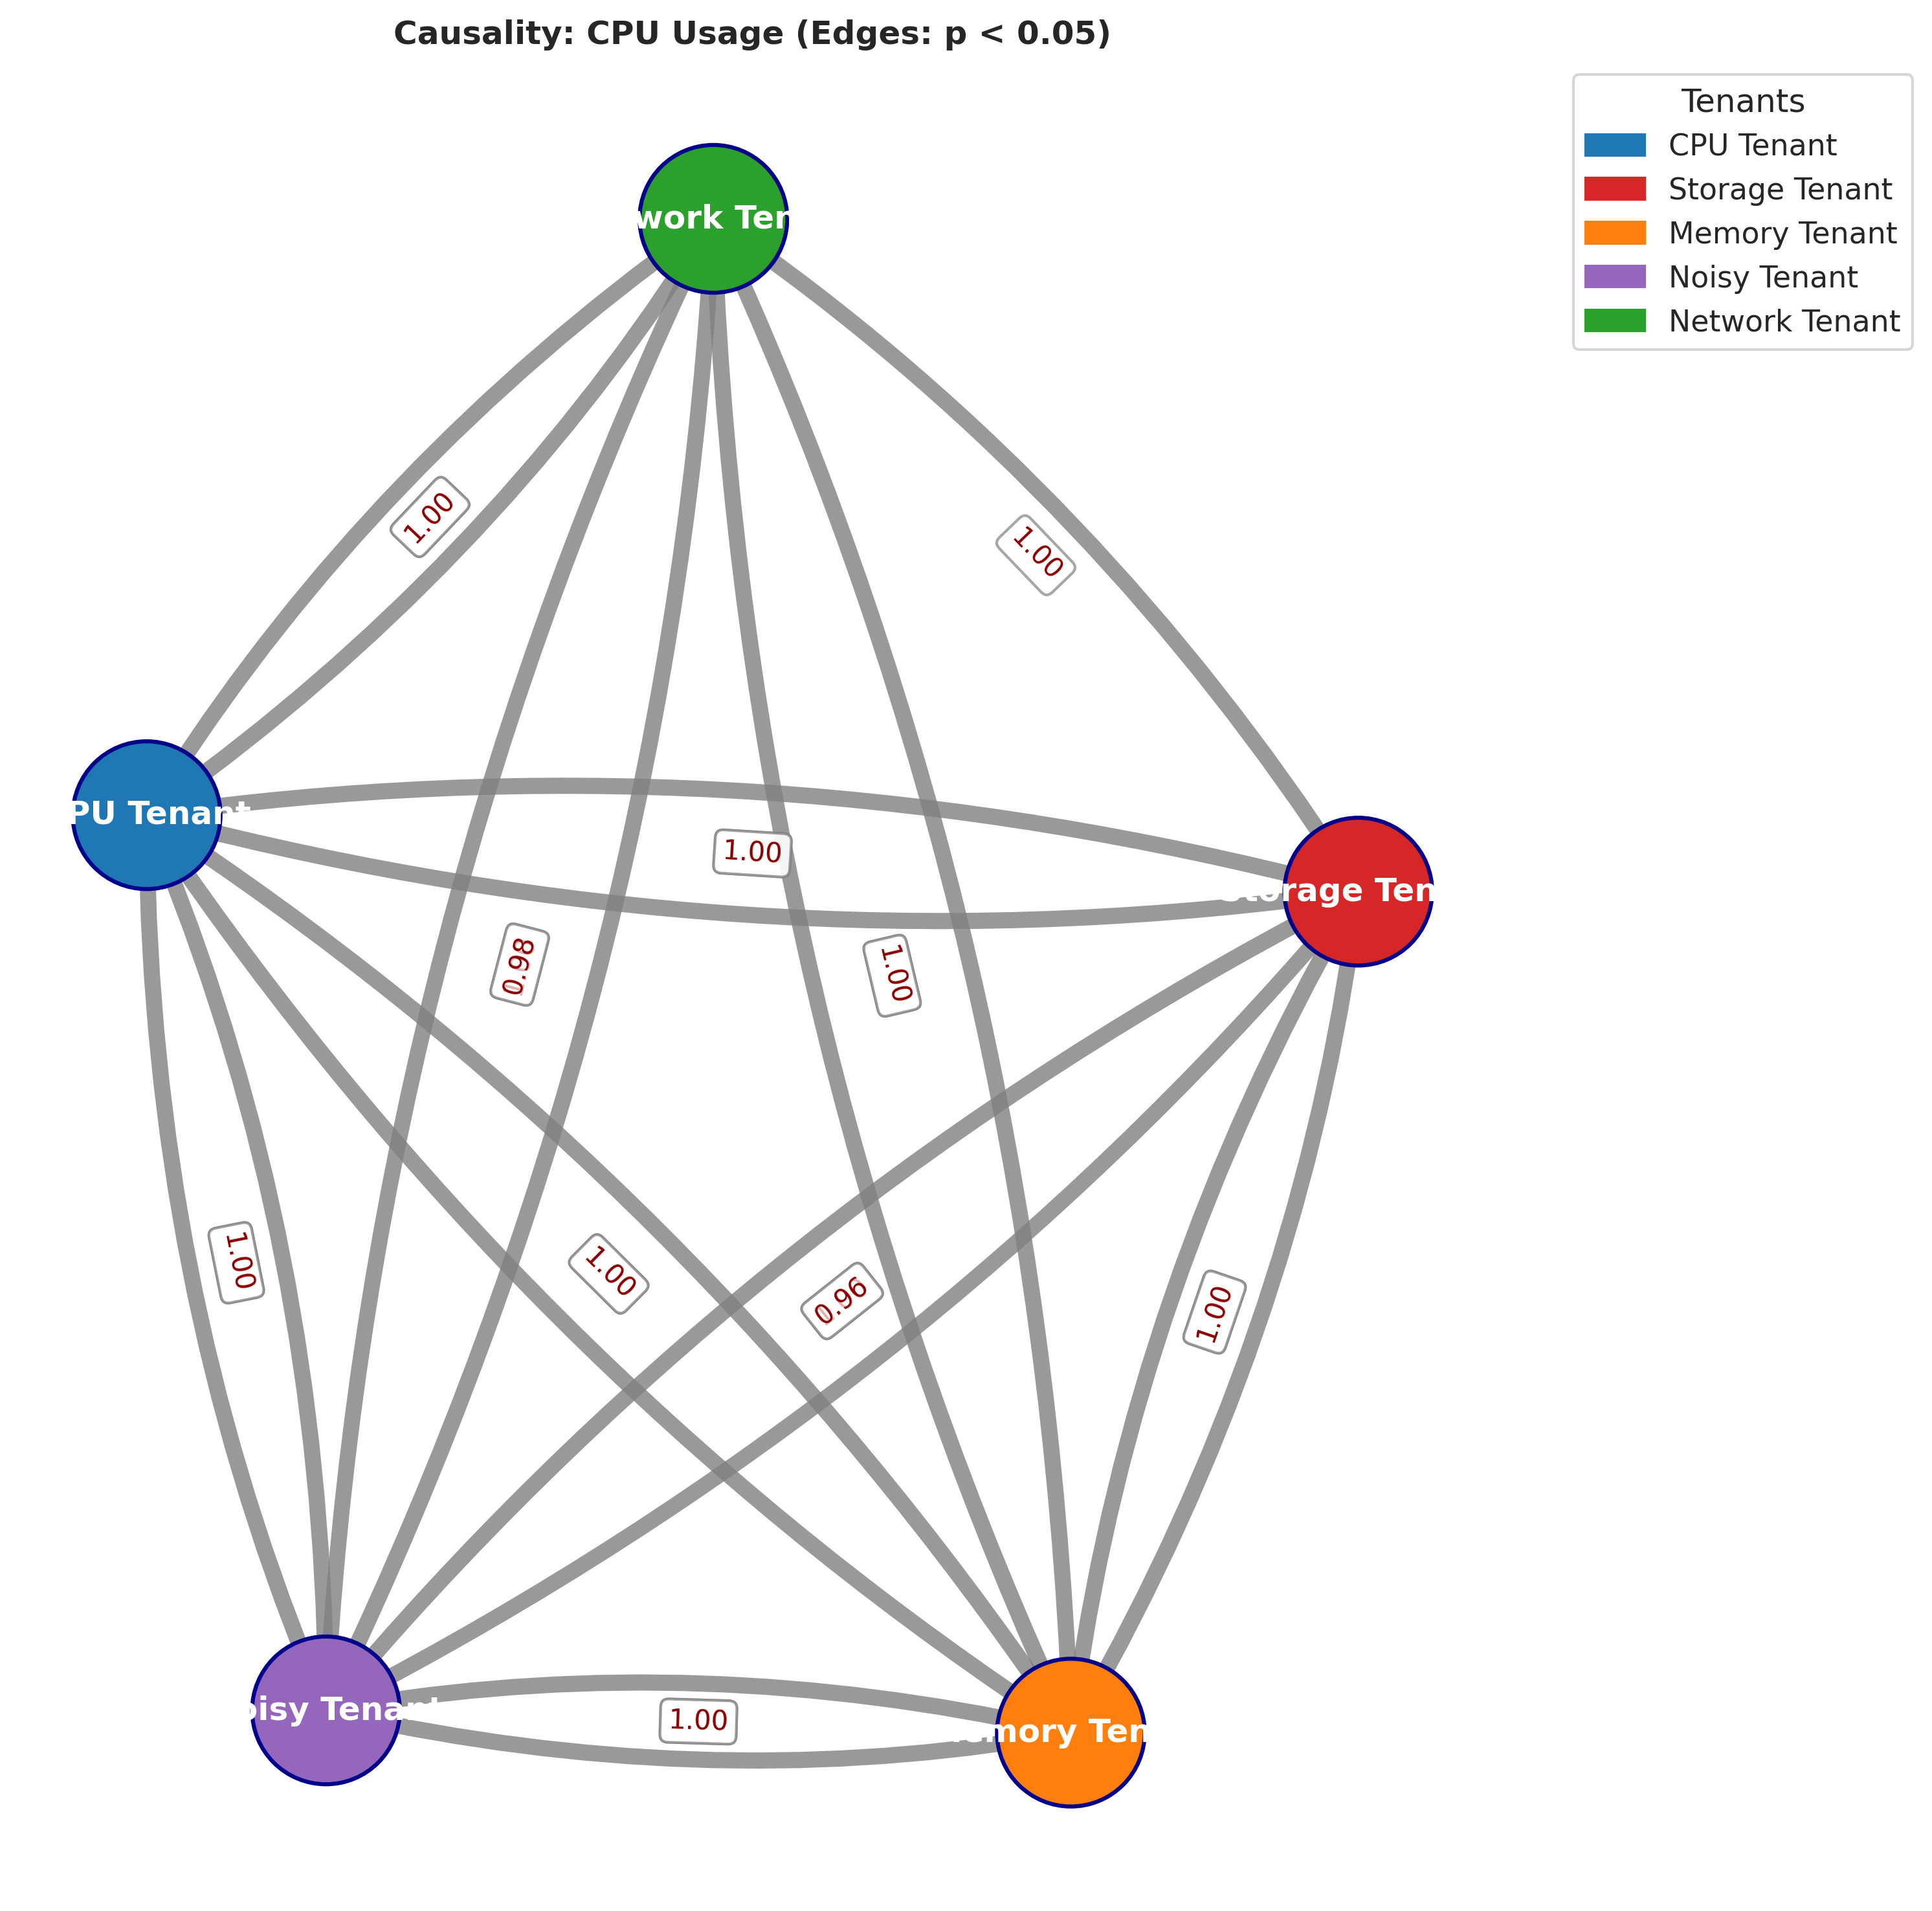 Causality: CPU Usage (Edges: p < 0.05)
Tenants
CPU Tenant
Storage Tenant
Memory Tenant
Noisy Tenant
Network Tenant
work Ten
1.00
1.00
PU Tenant
1.00
Storage Ten
0.98
1.00
1.00
1.00
0.96
1.00
oisy Tenant
1.00
mory Ten